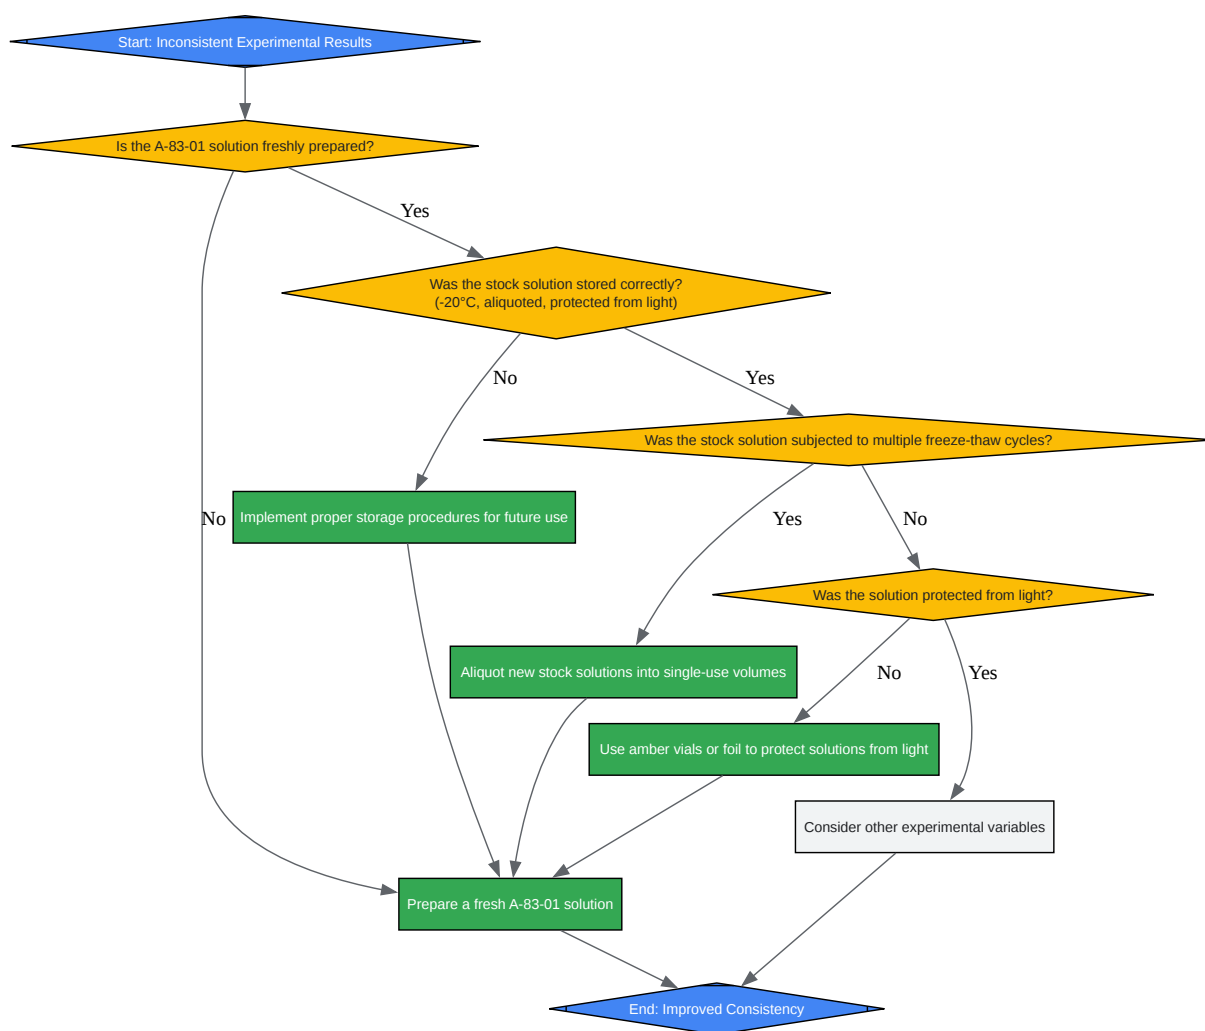 Start: Inconsistent Experimental Results
Is the A-83-01 solution freshly prepared?
Yes
Was the stock solution stored correctly?
(-20°C, aliquoted, protected from light)
No
Yes
Was the stock solution subjected to multiple freeze-thaw cycles?
No
Implement proper storage procedures for future use
Yes
No
Was the solution protected from light?
Aliquot new stock solutions into single-use volumes
No
Yes
Use amber vials or foil to protect solutions from light
Consider other experimental variables
Prepare a fresh A-83-01 solution
End: Improved Consistency